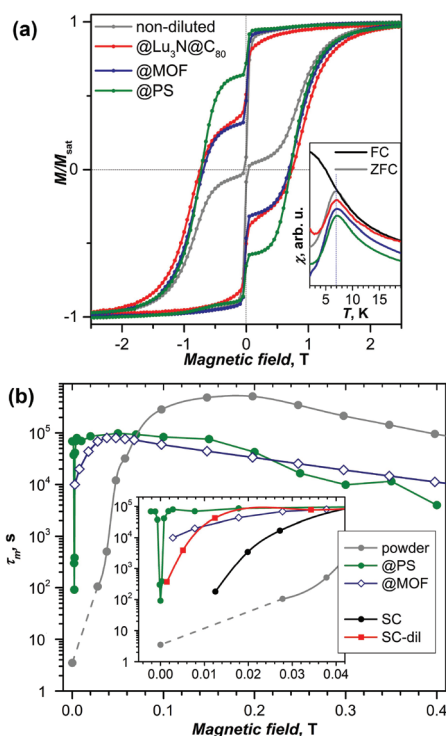 (a)
non-diluted
@Lu₃N@C₈₀
@MOF
@PS
M/M_sat
1
0
-1
FC
ZFC
χ, arb. u.
5 10 15
T, K
-2 -1 0 1 2
Magnetic field, T
(b)
τ_m, s
10⁵
10⁴
10³
10²
10
1
10⁵
10⁴
10³
10²
10
1
0.00 0.01 0.02 0.03 0.04
powder
@PS
@MOF
SC
SC-dil
0.0 0.1 0.2 0.3 0.4
Magnetic field, T